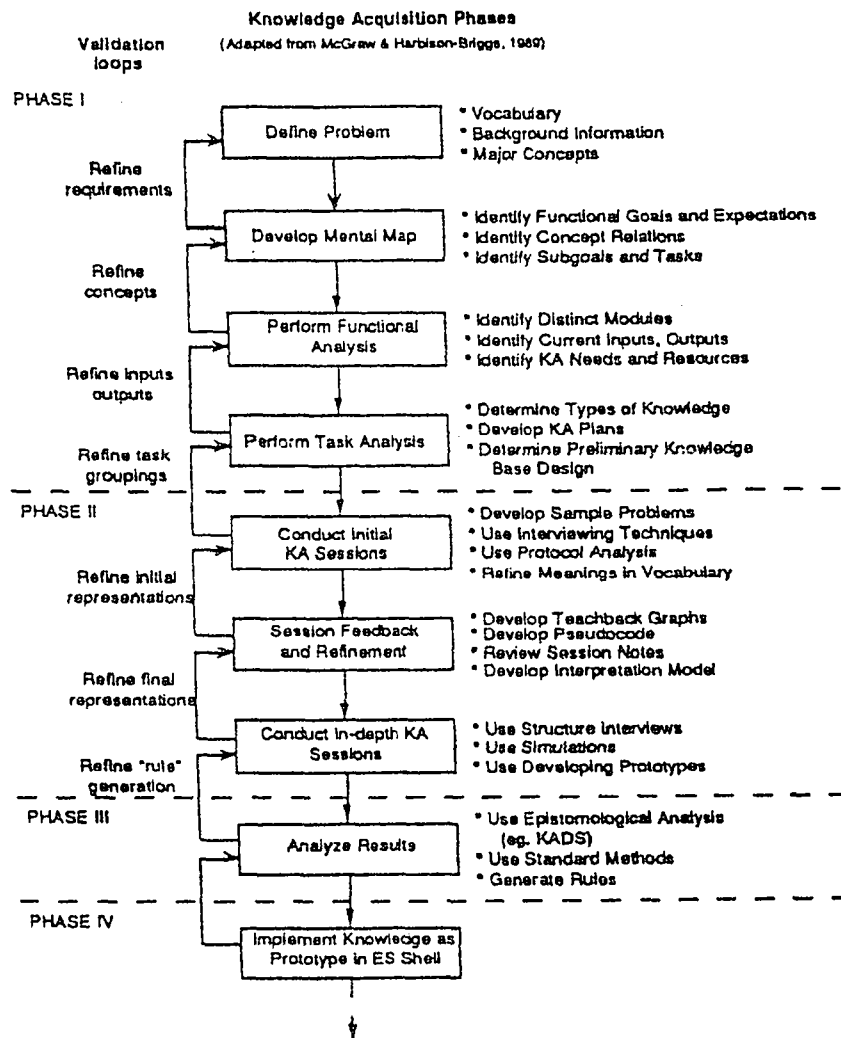 Knowledge Acquisition Phases
(Adapted from McGraw & Harbison-Briggs, 1989)
Validation
loops
PHASE I
Define Problem
* Vocabulary
* Background Information
* Major Concepts
Refine
requirements
Develop Mental Map
* Identify Functional Goals and Expectations
* Identify Concept Relations
* Identify Subgoals and Tasks
Refine
concepts
Perform Functional
Analysis
* Identify Distinct Modules
* Identify Current Inputs, Outputs
* Identify KA Needs and Resources
Refine Inputs
outputs
Perform Task Analysis
* Determine Types of Knowledge
* Develop KA Plans
* Determine Preliminary Knowledge
Base Design
Refine task
groupings
PHASE II
Conduct Initial
KA Sessions
* Develop Sample Problems
* Use Interviewing Techniques
* Use Protocol Analysis
* Refine Meanings in Vocabulary
Refine initial
representations
Session Feedback
and Refinement
* Develop Teachback Graphs
* Develop Pseudocode
* Review Session Notes
* Develop Interpretation Model
Refine final
representations
Conduct In-depth KA
Sessions
* Use Structure Interviews
* Use Simulations
* Use Developing Prototypes
Refine "rule"
generation
PHASE III
Analyze Results
* Use Epistomological Analysis
(eg. KADS)
* Use Standard Methods
* Generate Rules
PHASE IV
Implement Knowledge as
Prototype in ES Shell